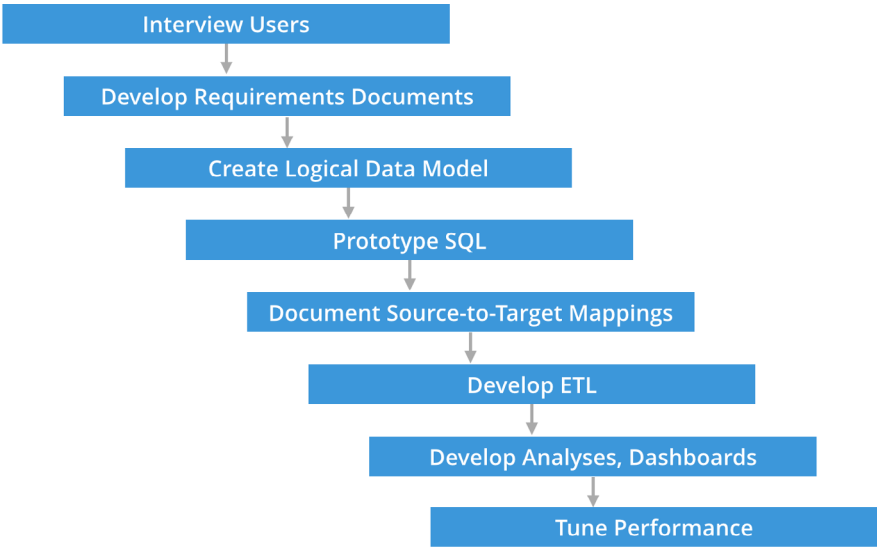 Interview Users
Develop Requirements Documents
Create Logical Data Model
Prototype SQL
Document Source-to-Target Mappings
Develop ETL
Develop Analyses, Dashboards
Tune Performance